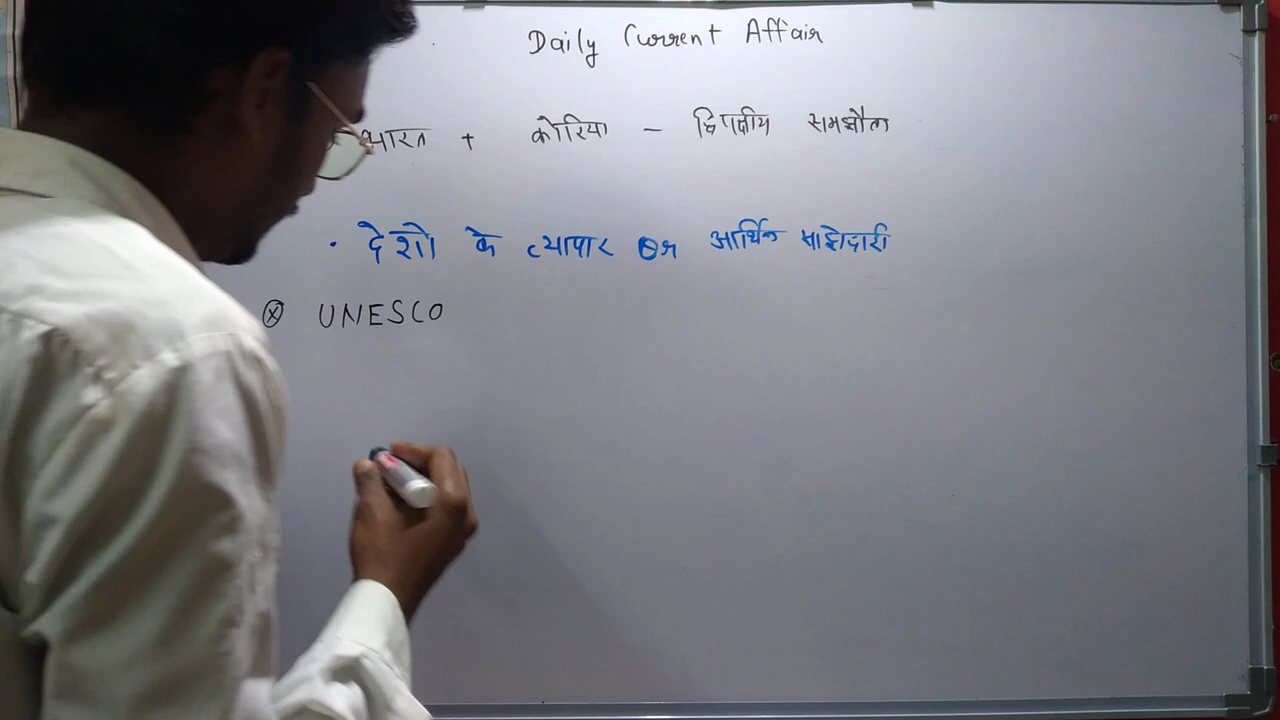 Daily Current Affair
भारत + कोरिया - द्विपक्षीय समझौता
· देशो के व्यापार आर्थिक साझेदारी
⊗ UNESCO